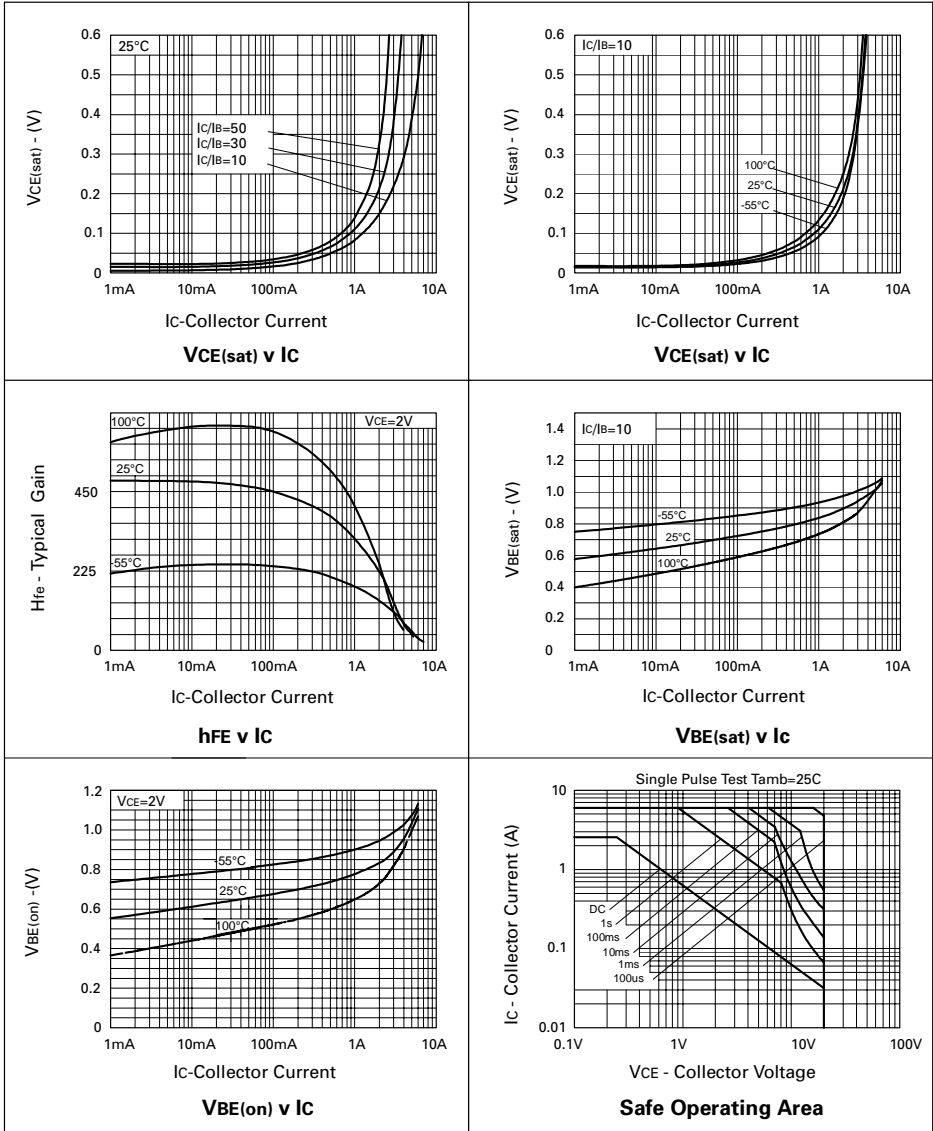 0.6
25°C
0.5
0.4
IC/IB=50
IC/IB=30
IC/IB=10
0.3
0.2
0.1
0
VCE(sat) - (V)
1mA 10mA 100mA 1A 10A
IC-Collector Current
VCE(sat) v IC
0.6
IC/IB=10
0.5
0.4
0.3
100°C
25°C
-55°C
0.2
0.1
0
VCE(sat) - (V)
1mA 10mA 100mA 1A 10A
IC-Collector Current
VCE(sat) v IC
100°C
VCE=2V
25°C
450
-55°C
225
0
Hfe - Typical Gain
1mA 10mA 100mA 1A 10A
IC-Collector Current
hFE v IC
1.4
IC/IB=10
1.2
1.0
0.8
-55°C
25°C
0.6
100°C
0.4
0.2
0
VBE(sat) - (V)
1mA 10mA 100mA 1A 10A
IC-Collector Current
VBE(sat) v Ic
1.2
VCE=2V
1.0
0.8
-55°C
25°C
0.6
100°C
0.4
0.2
0
VBE(on) -(V)
1mA 10mA 100mA 1A 10A
IC-Collector Current
VBE(on) v IC
Single Pulse Test Tamb=25C
10
1
DC
1s
100ms
10ms
1ms
100us
0.1
0.01
IC - Collector Current (A)
0.1V 1V 10V 100V
VCE - Collector Voltage
Safe Operating Area